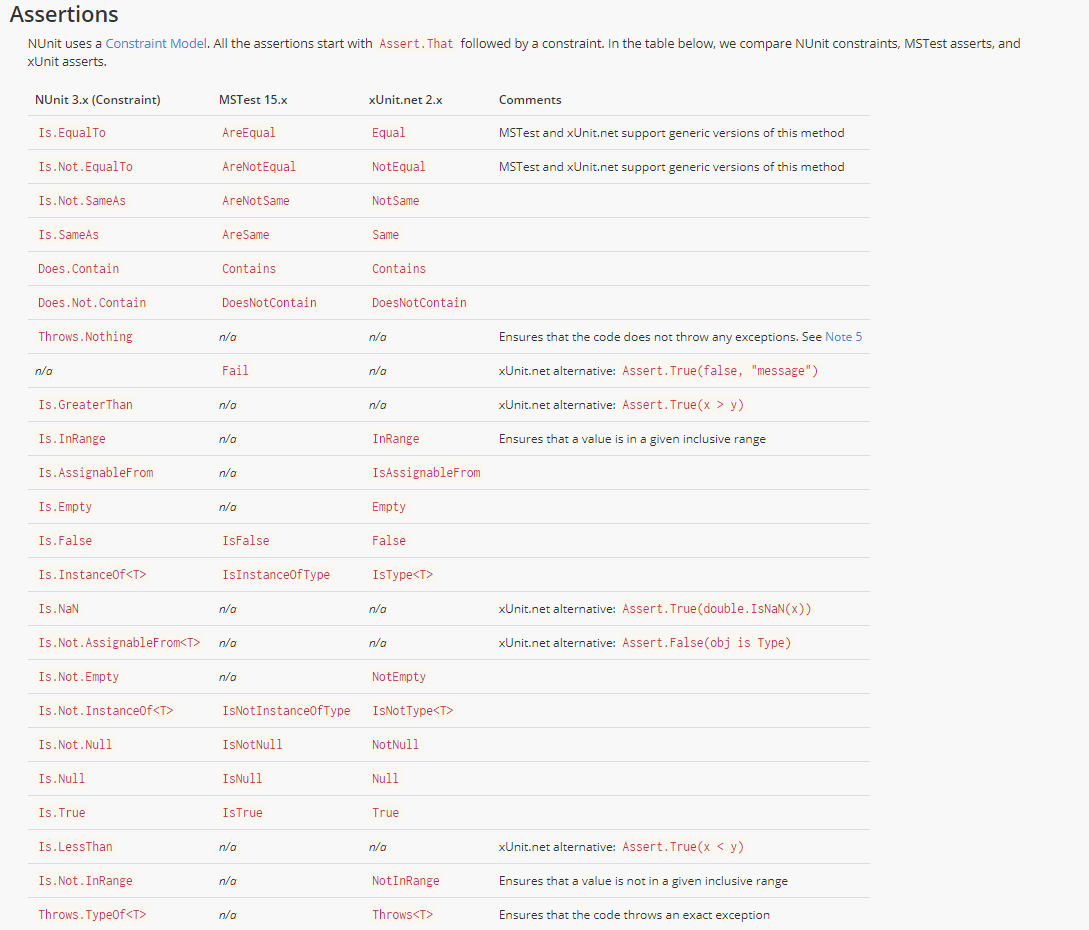 Assertions
NUnit uses a Constraint Model. All the assertions start with Assert.That followed by a constraint. In the table below, we compare NUnit constraints, MSTest asserts, and
xUnit asserts.
NUnit 3.x (Constraint) MSTest 15.x xUnit.net 2.x Comments
Is.EqualTo AreEqual Equal MSTest and xUnit.net support generic versions of this method
Is.Not.EqualTo AreNotEqual NotEqual MSTest and xUnit.net support generic versions of this method
Is.Not.SameAs AreNotSame NotSame
Is.SameAs AreSame Same
Does.Contain Contains Contains
Does.Not.Contain DoesNotContain DoesNotContain
Throws.Nothing n/a n/a Ensures that the code does not throw any exceptions. See Note 5
n/a Fail n/a xUnit.net alternative: Assert.True(false, "message")
Is.GreaterThan n/a n/a xUnit.net alternative: Assert.True(x > y)
Is.InRange n/a InRange Ensures that a value is in a given inclusive range
Is.AssignableFrom n/a IsAssignableFrom
Is.Empty n/a Empty
Is.False IsFalse False
Is.InstanceOf<T> IsInstanceOfType IsType<T>
Is.NaN n/a n/a xUnit.net alternative: Assert.True(double.IsNaN(x))
Is.Not.AssignableFrom<T> n/a n/a xUnit.net alternative: Assert.False(obj is Type)
Is.Not.Empty n/a NotEmpty
Is.Not.InstanceOf<T> IsNotInstanceOfType IsNotType<T>
Is.Not.Null IsNotNull NotNull
Is.Null IsNull Null
Is.True IsTrue True
Is.LessThan n/a n/a xUnit.net alternative: Assert.True(x < y)
Is.Not.InRange n/a NotInRange Ensures that a value is not in a given inclusive range
Throws.TypeOf<T> n/a Throws<T> Ensures that the code throws an exact exception